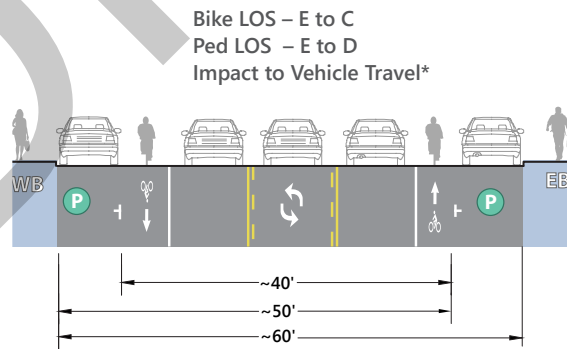 Bike LOS – E to C
Ped LOS – E to D
Impact to Vehicle Travel*
WB
P
P
EB
~40'
~50'
~60'